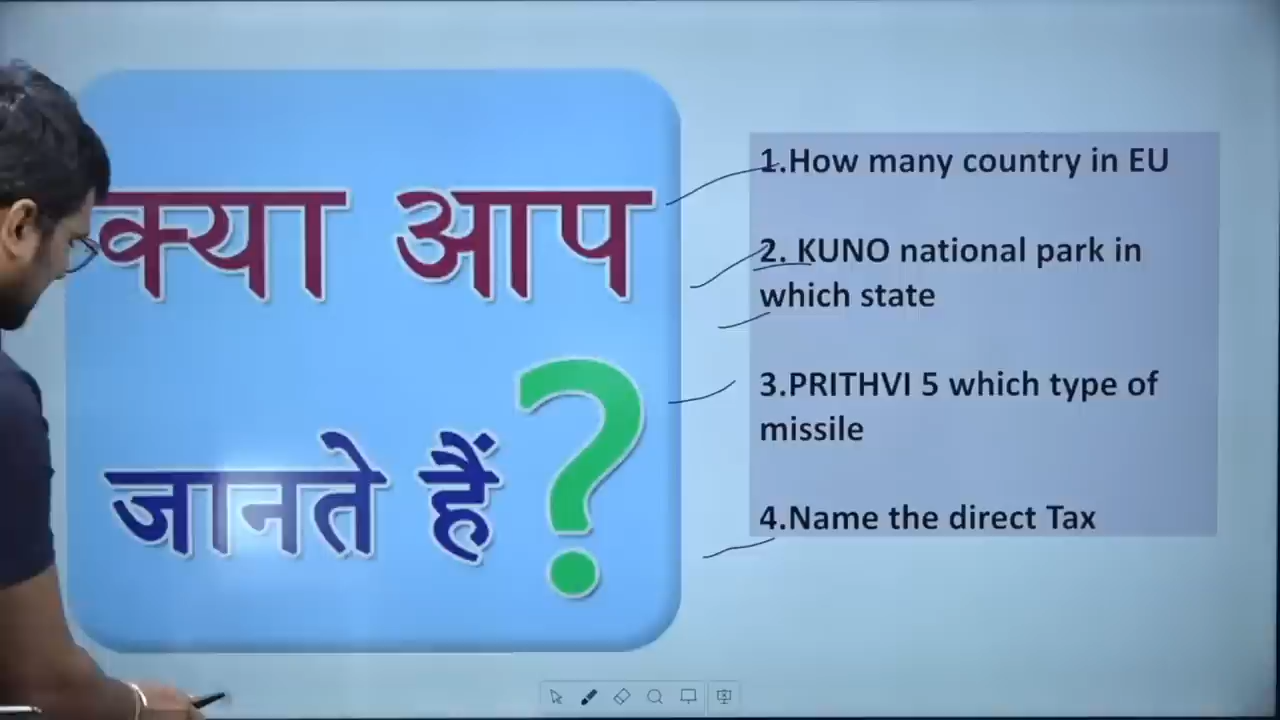 क्या आप
जानते हैं ?
1.How many country in EU
2. KUNO national park in
which state
3.PRITHVI 5 which type of
missile
4.Name the direct Tax